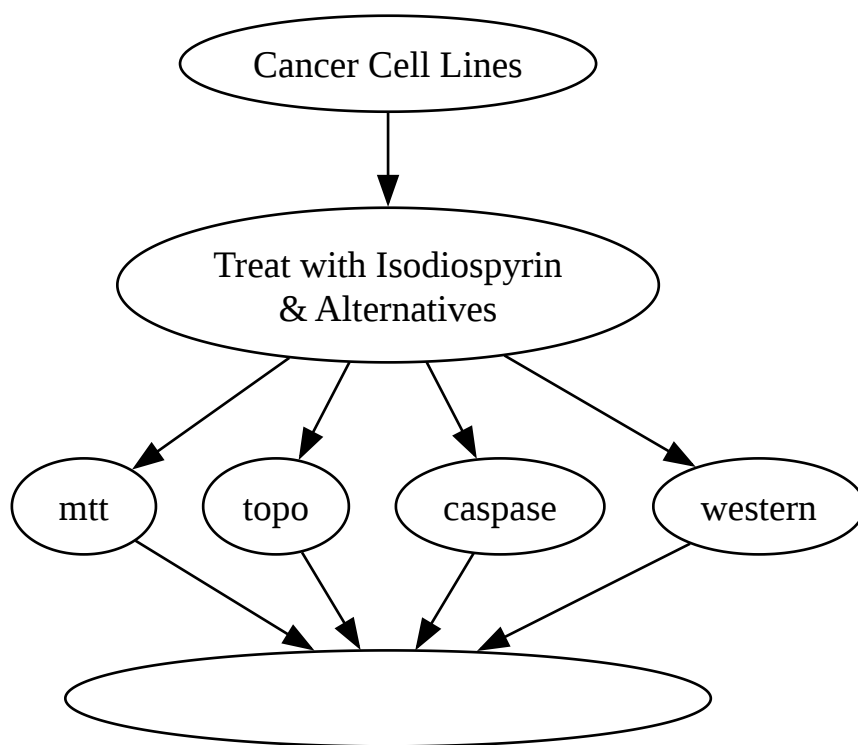 Cancer Cell Lines
Treat with Isodiospyrin
& Alternatives
mtt
topo
caspase
western